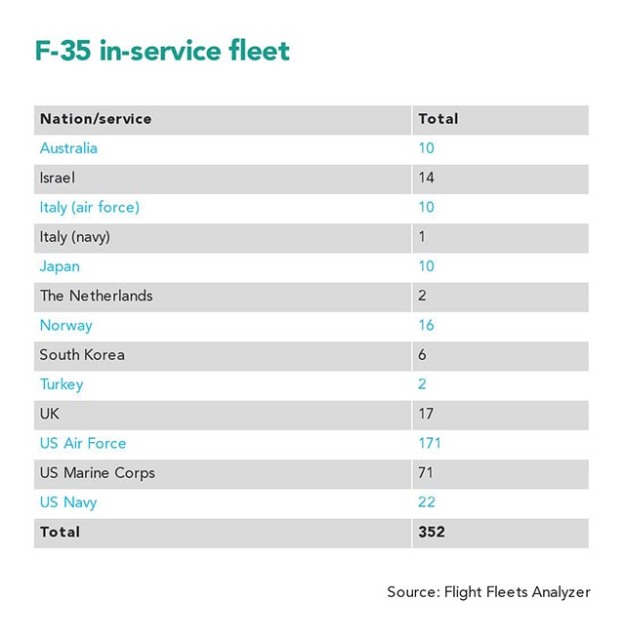 F-35 in-service fleet
Nation/service Total
Australia 10
Israel 14
Italy (air force) 10
Italy (navy) 1
Japan 10
The Netherlands 2
Norway 16
South Korea 6
Turkey 2
UK 17
US Air Force 171
US Marine Corps 71
US Navy 22
Total 352
Source: Flight Fleets Analyzer